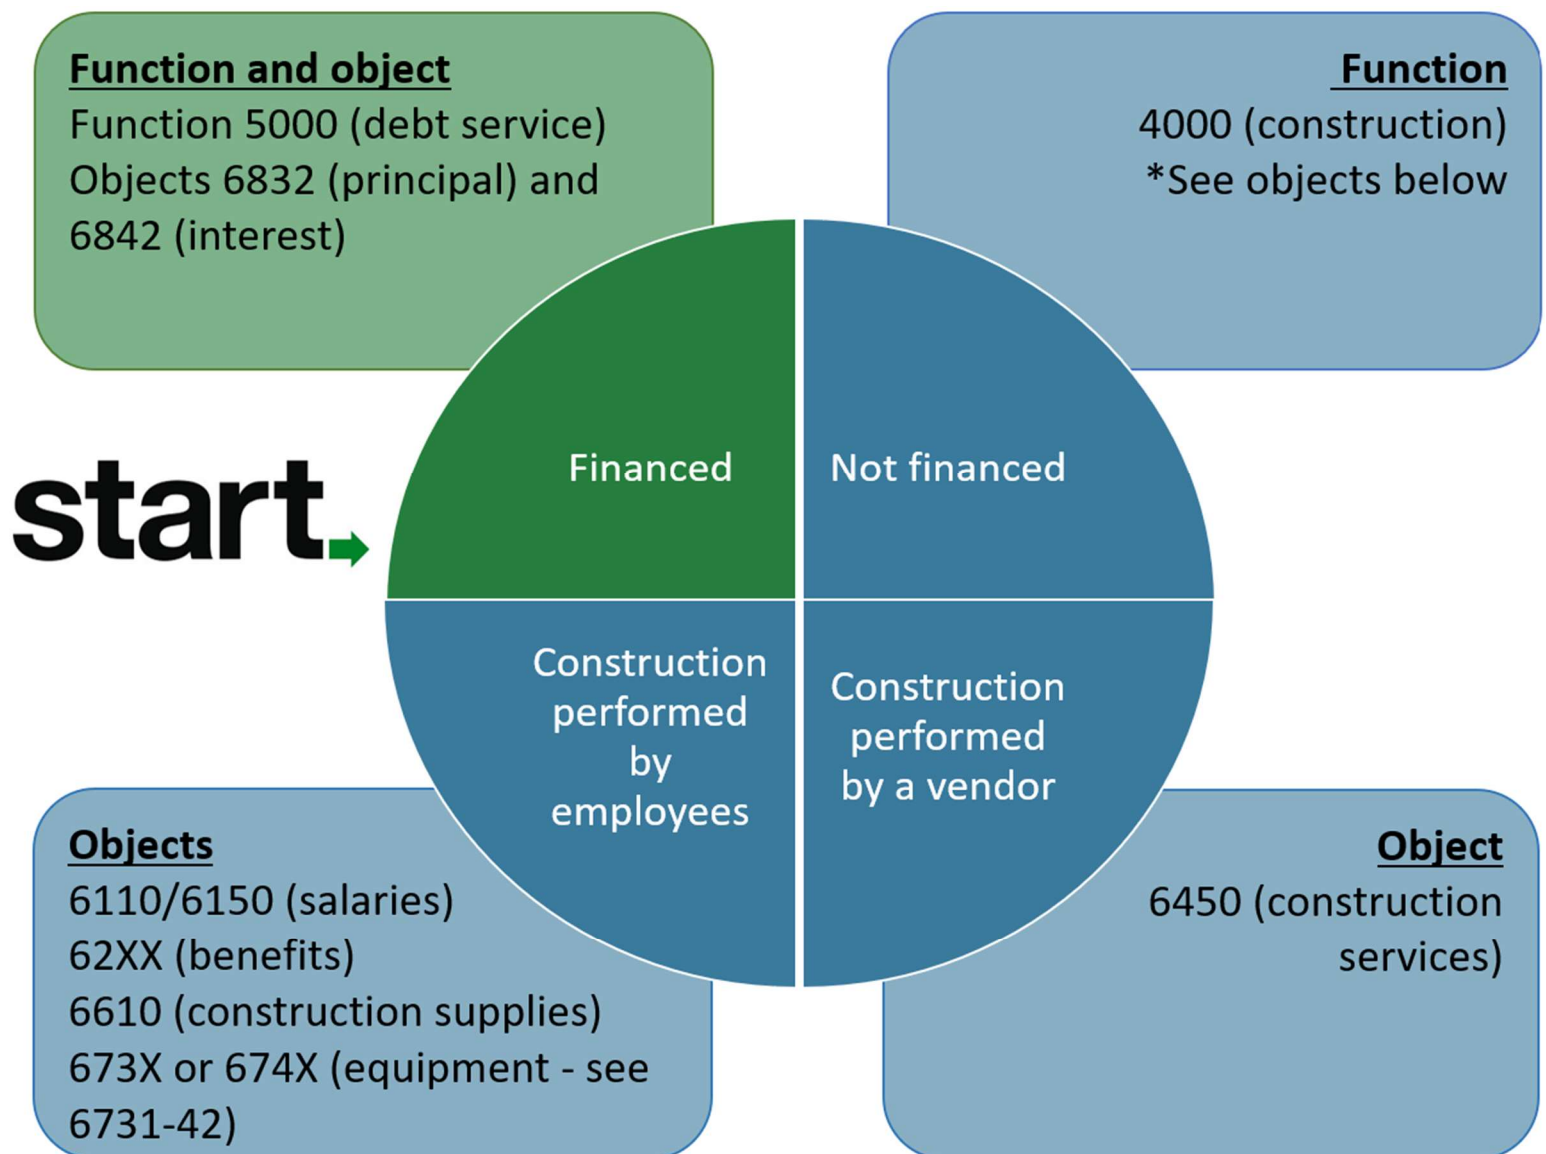 Function and object
Function 5000 (debt service)
Objects 6832 (principal) and
6842 (interest)
Function
4000 (construction)
*See objects below
Financed
Not financed
start.
Construction
performed
by
employees
Construction
performed
by a vendor
Objects
6110/6150 (salaries)
62XX (benefits)
6610 (construction supplies)
673X or 674X (equipment - see
6731-42)
Object
6450 (construction
services)